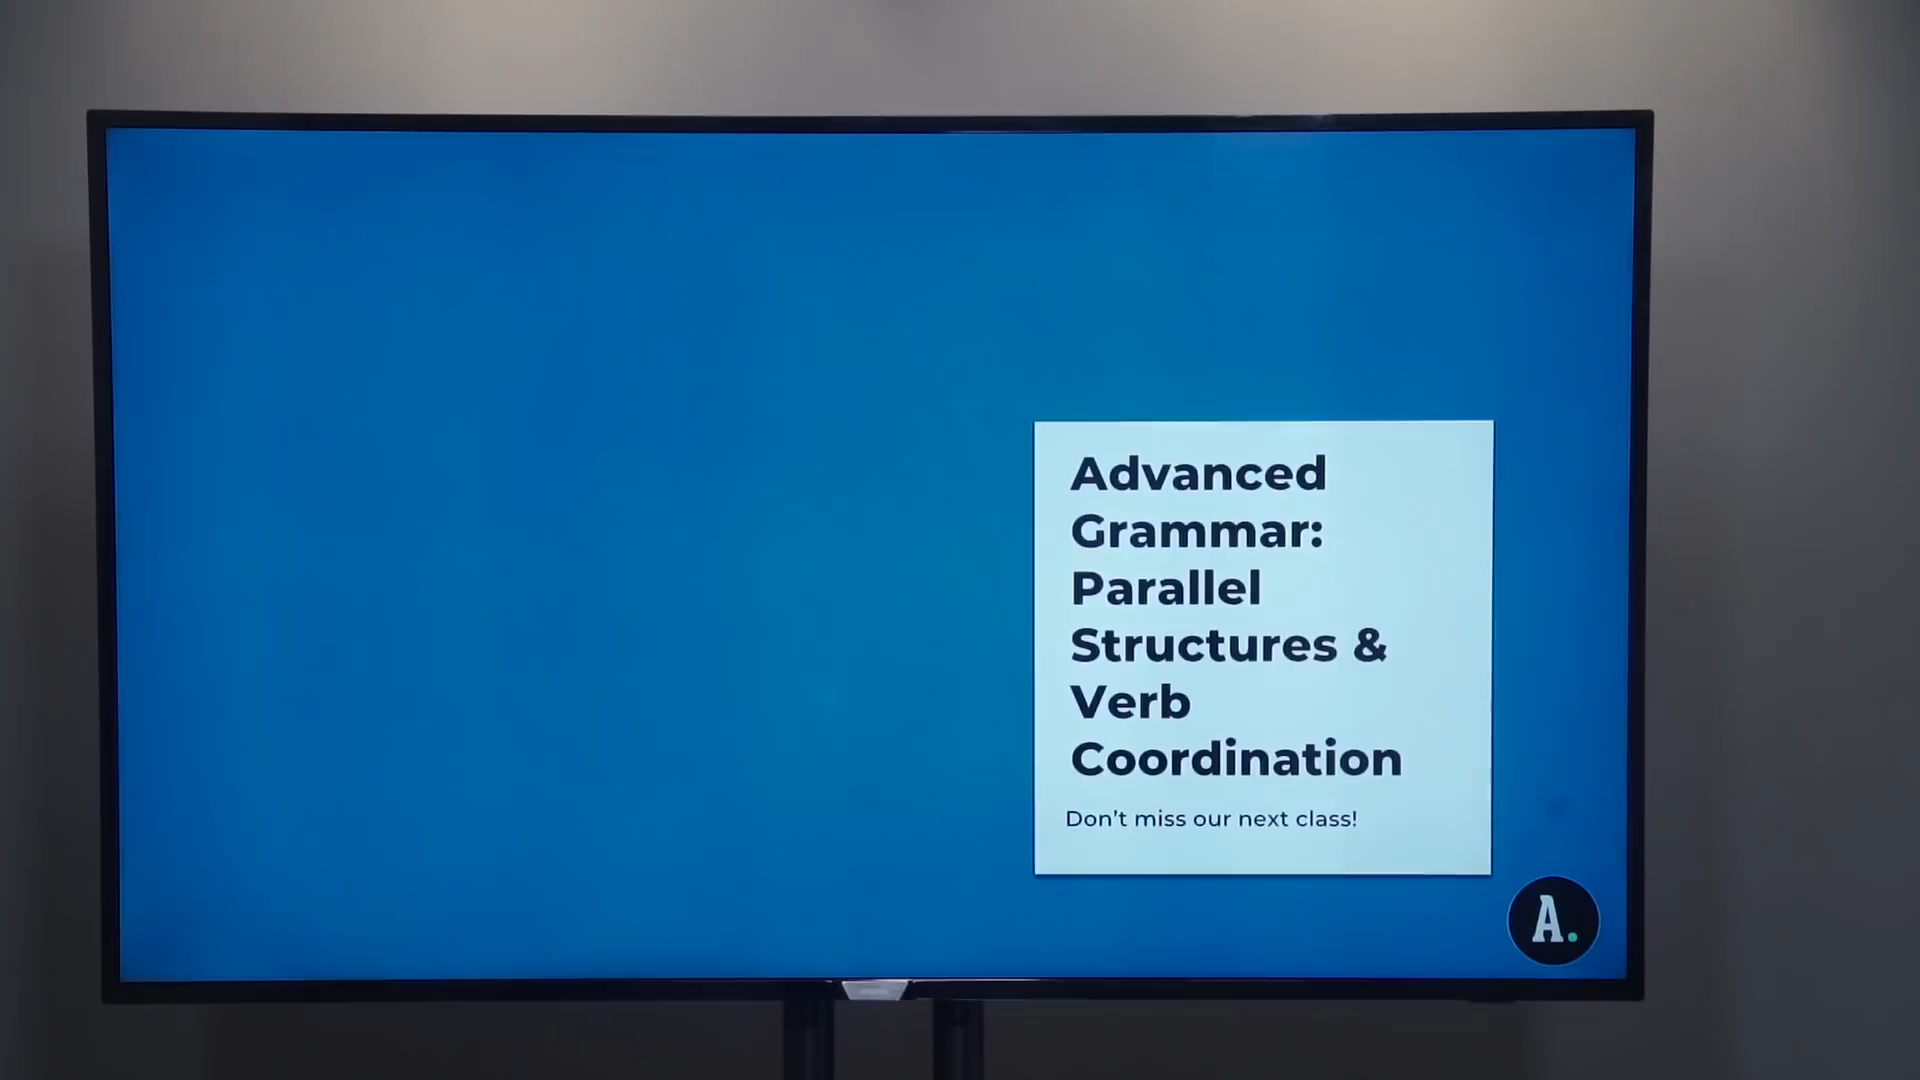 Advanced
Grammar:
Parallel
Structures &
Verb
Coordination
Don't miss our next class!
A.